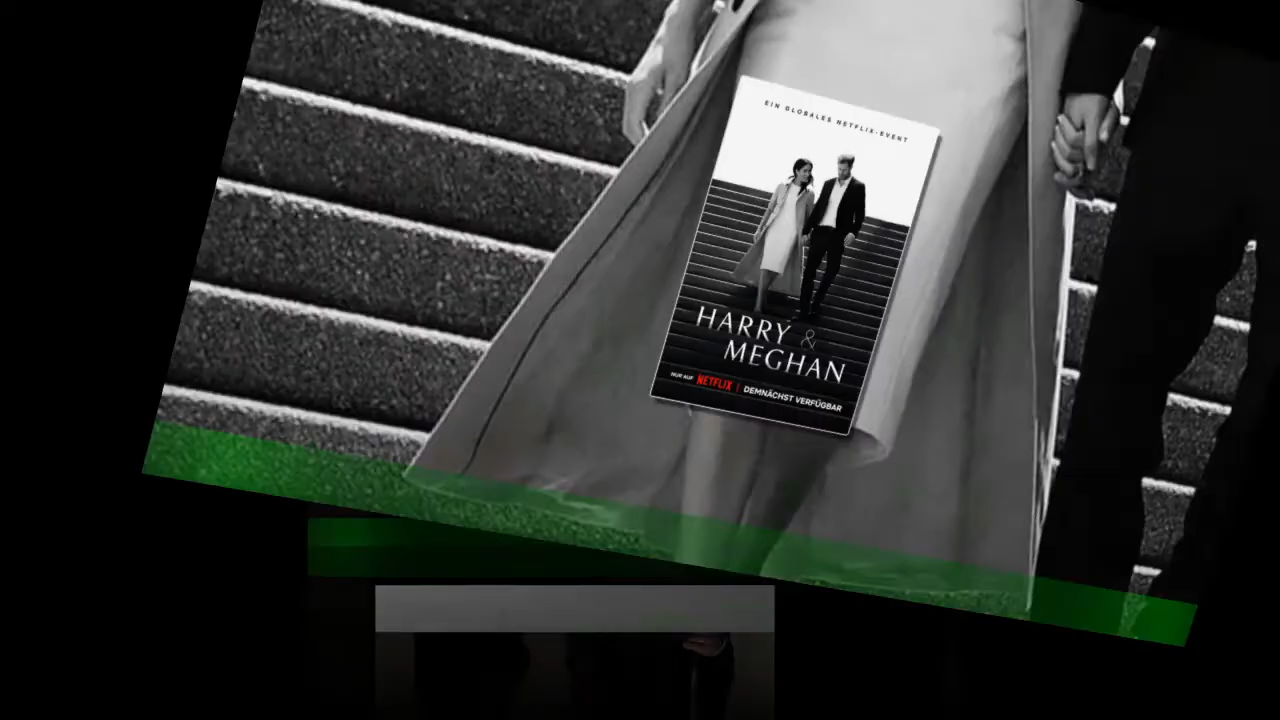 EIN GLOBALES NETFLIX-EVENT
HARRY &
MEGHAN
NUR AUF NETFLIX | DEMNÄCHST VERFÜGBAR